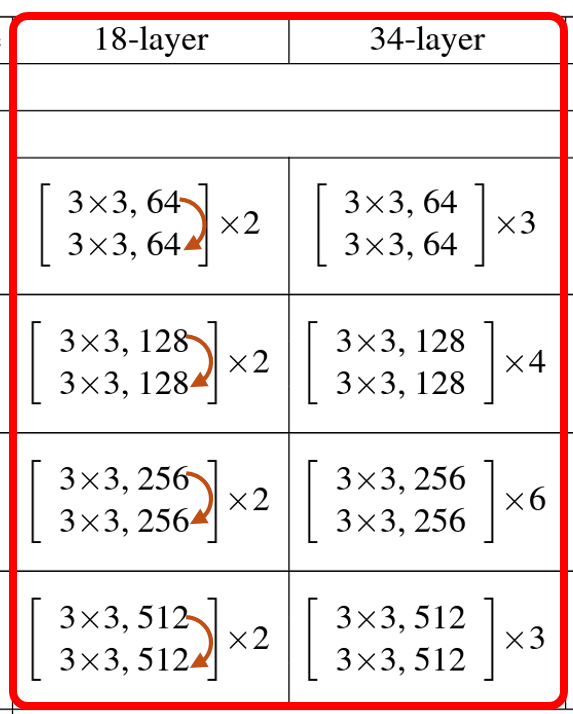 18-layer 34-layer
3×3, 64 3×3, 64
3×3, 64 ×2 3×3, 64 ×3
3×3, 128 3×3, 128
3×3, 128 ×2 3×3, 128 ×4
3×3, 256 3×3, 256
3×3, 256 ×2 3×3, 256 ×6
3×3, 512 3×3, 512
3×3, 512 ×2 3×3, 512 ×3